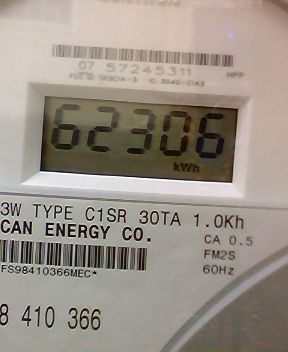 07 57245311 HPP
62306
kWh
3W TYPE C1SR 30TA 1.0Kh
CAN ENERGY CO. CA 0.5
FM2S
FS98410366MEC* 60Hz
8 410 366